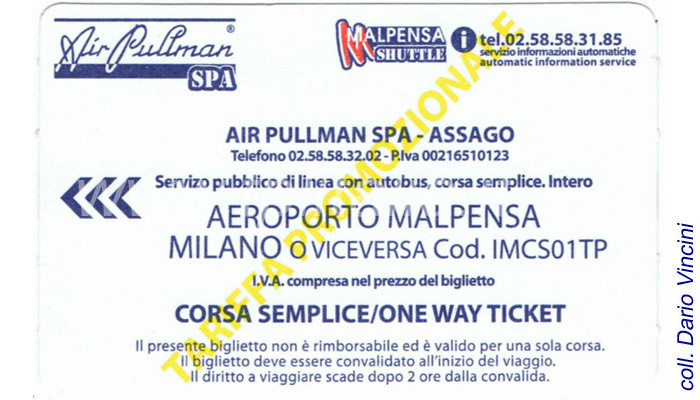 Air Pullman®
SPA
MALPENSA
SHUTTLE
i tel.02.58.58.31.85
servizio informazioni automatiche
automatic information service
TARIFFA PROMOZIONALE
AIR PULLMAN SPA - ASSAGO
Telefono 02.58.58.32.02 - P.Iva 00216510123
Servizo pubblico di linea con autobus, corsa semplice. Intero
AEROPORTO MALPENSA
MILANO O VICEVERSA Cod. IMCS01TP
I.V.A. compresa nel prezzo del biglietto
CORSA SEMPLICE/ONE WAY TICKET
Il presente biglietto non è rimborsabile ed è valido per una sola corsa.
Il biglietto deve essere convalidato all'inizio del viaggio.
Il diritto a viaggiare scade dopo 2 ore dalla convalida.
coll. Dario Vincini